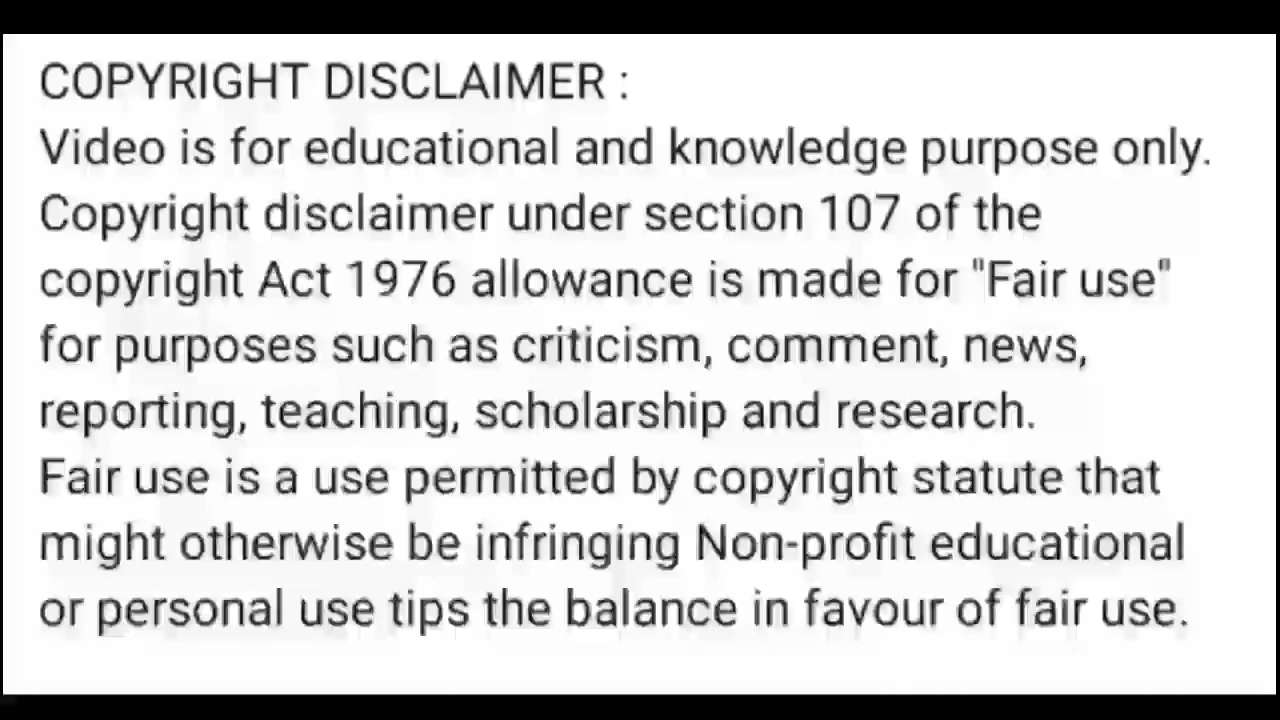 COPYRIGHT DISCLAIMER :
Video is for educational and knowledge purpose only.
Copyright disclaimer under section 107 of the
copyright Act 1976 allowance is made for "Fair use"
for purposes such as criticism, comment, news,
reporting, teaching, scholarship and research.
Fair use is a use permitted by copyright statute that
might otherwise be infringing Non-profit educational
or personal use tips the balance in favour of fair use.